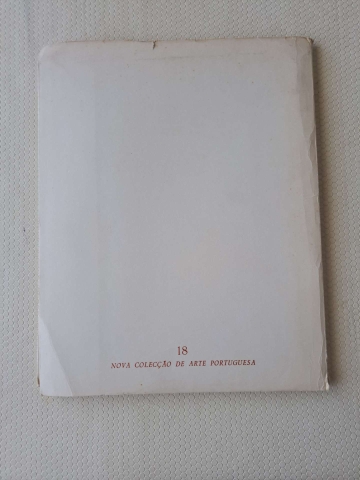 18
NOVA COLECÇÃO DE ARTE PORTUGUESA